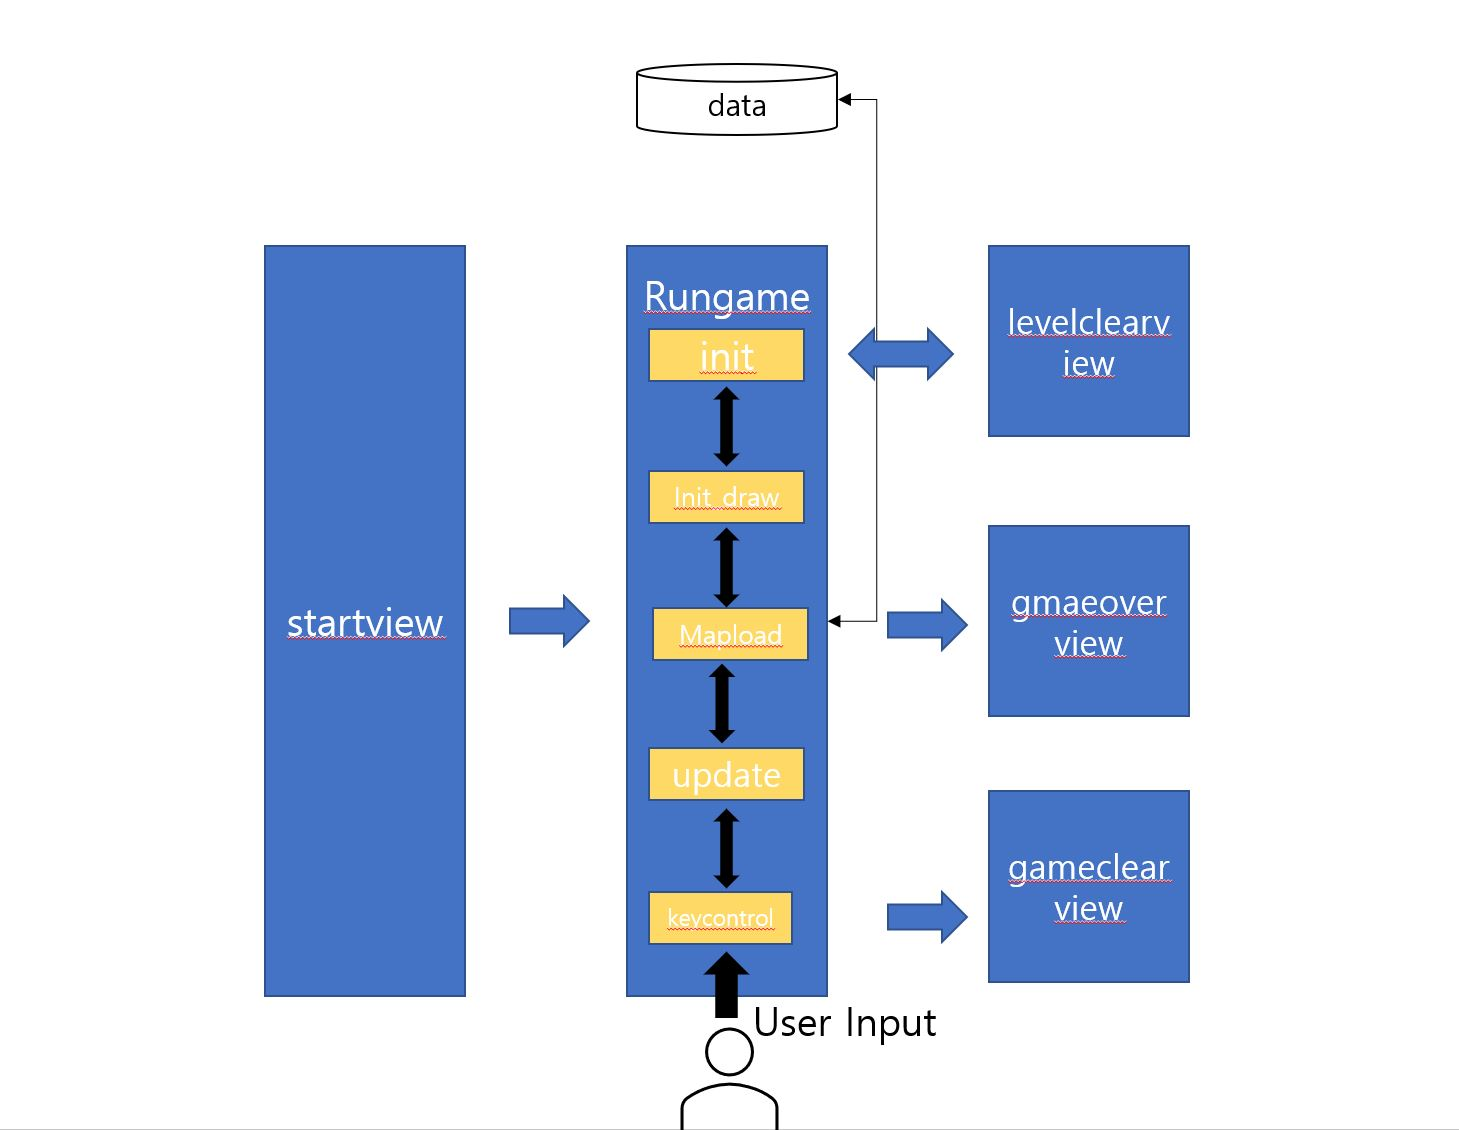 data
Rungame
init
Init_draw
Mapload
update
keycontrol
User Input
startview
levelclearv
iew
gmaeover
view
gameclear
view